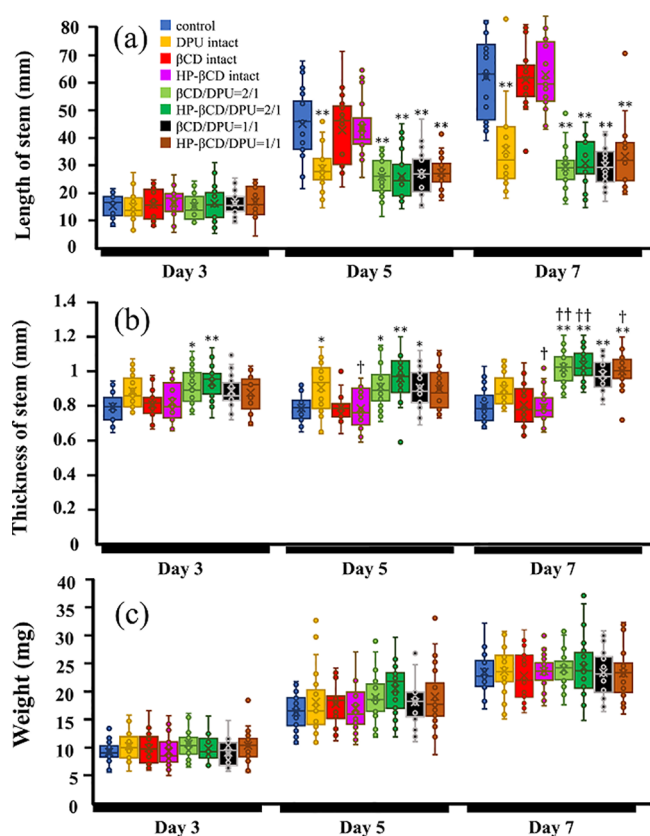 (a)
control
DPU intact
βCD intact
HP-βCD intact
βCD/DPU=2/1
HP-βCD/DPU=2/1
βCD/DPU=1/1
HP-βCD/DPU=1/1
Length of stem (mm)
80
70
60
50
40
30
20
10
0
** ** ** ** **
** ** ** ** **
Day 3 Day 5 Day 7
(b)
Thickness of stem (mm)
1.4
1.2
1.0
0.8
0.6
0.4
0.2
0
* **
* † * ** *
† †† ** †† ** ** † **
Day 3 Day 5 Day 7
(c)
Weight (mg)
40
35
30
25
20
15
10
5
0
Day 3 Day 5 Day 7